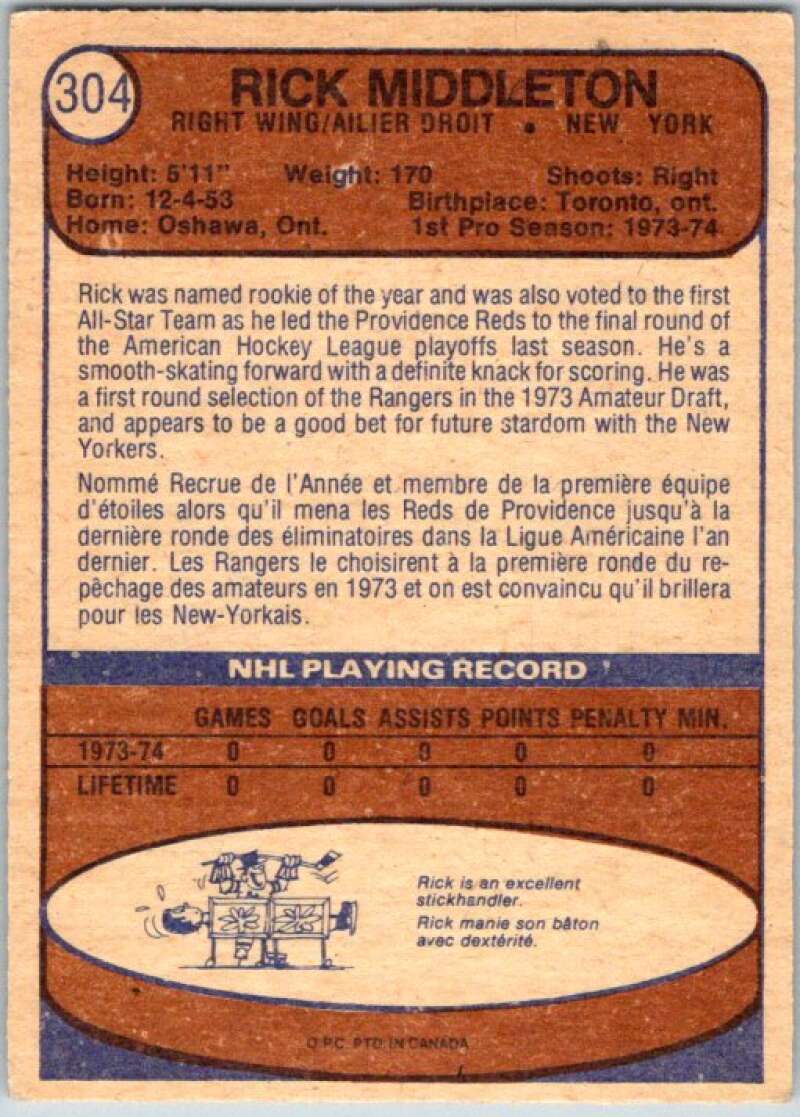 304
RICK MIDDLETON
RIGHT WING/AILIER DROIT • NEW YORK
Height: 5'11" Weight: 170 Shoots: Right
Born: 12-4-53 Birthplace: Toronto, ont.
Home: Oshawa, Ont. 1st Pro Season: 1973-74
Rick was named rookie of the year and was also voted to the first
All-Star Team as he led the Providence Reds to the final round of
the American Hockey League playoffs last season. He's a
smooth-skating forward with a definite knack for scoring. He was
a first round selection of the Rangers in the 1973 Amateur Draft,
and appears to be a good bet for future stardom with the New
Yorkers.
Nommé Recrue de l'Année et membre de la première équipe
d'étoiles alors qu'il mena les Reds de Providence jusqu'à la
dernière ronde des éliminatoires dans la Ligue Américaine l'an
dernier. Les Rangers le choisirent à la première ronde du re-
pêchage des amateurs en 1973 et on est convaincu qu'il brillera
pour les New-Yorkais.
NHL PLAYING RECORD
GAMES GOALS ASSISTS POINTS PENALTY MIN.
1973-74 0 0 0 0 0
LIFETIME 0 0 0 0 0
Rick is an excellent
stickhandler.
Rick manie son bâton
avec dextérité.
O.P.C. PTD. IN CANADA